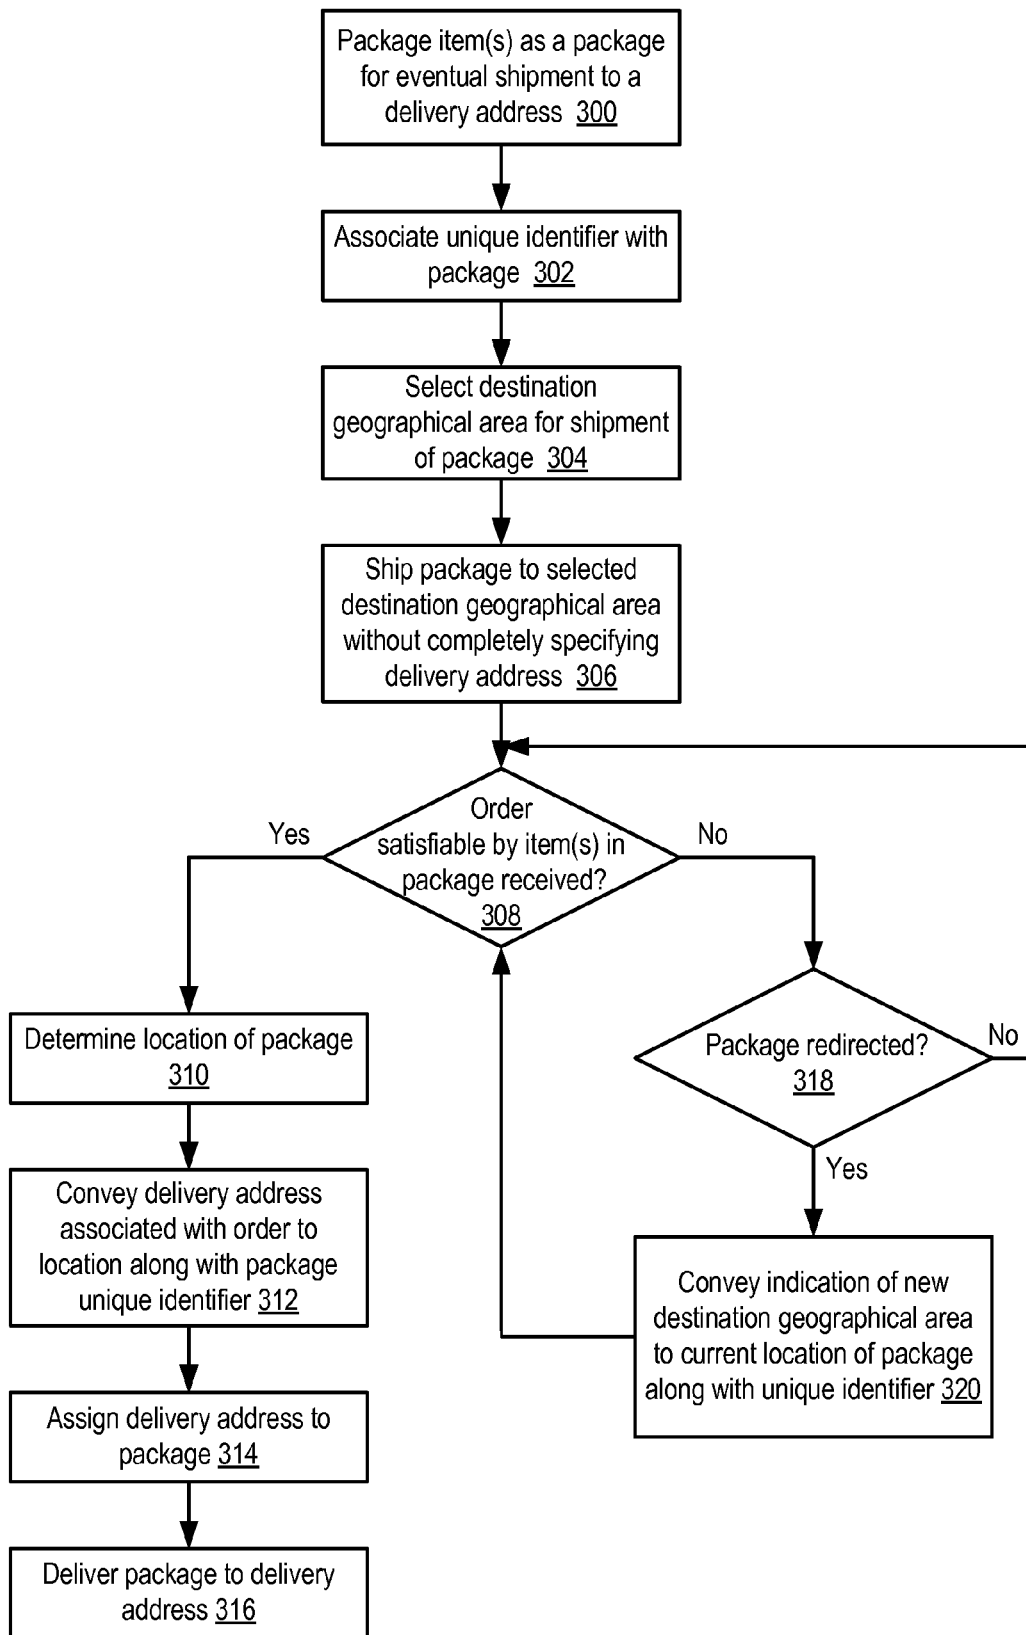 Package item(s) as a package
for eventual shipment to a
delivery address 300
Associate unique identifier with
package 302
Select destination
geographical area for shipment
of package 304
Ship package to selected
destination geographical area
without completely specifying
delivery address 306
Order
satisfiable by item(s) in
package received?
308
Yes
No
Determine location of package
310
Convey delivery address
associated with order to
location along with package
unique identifier 312
Assign delivery address to
package 314
Deliver package to delivery
address 316
Package redirected?
318
No
Yes
Convey indication of new
destination geographical area
to current location of package
along with unique identifier 320